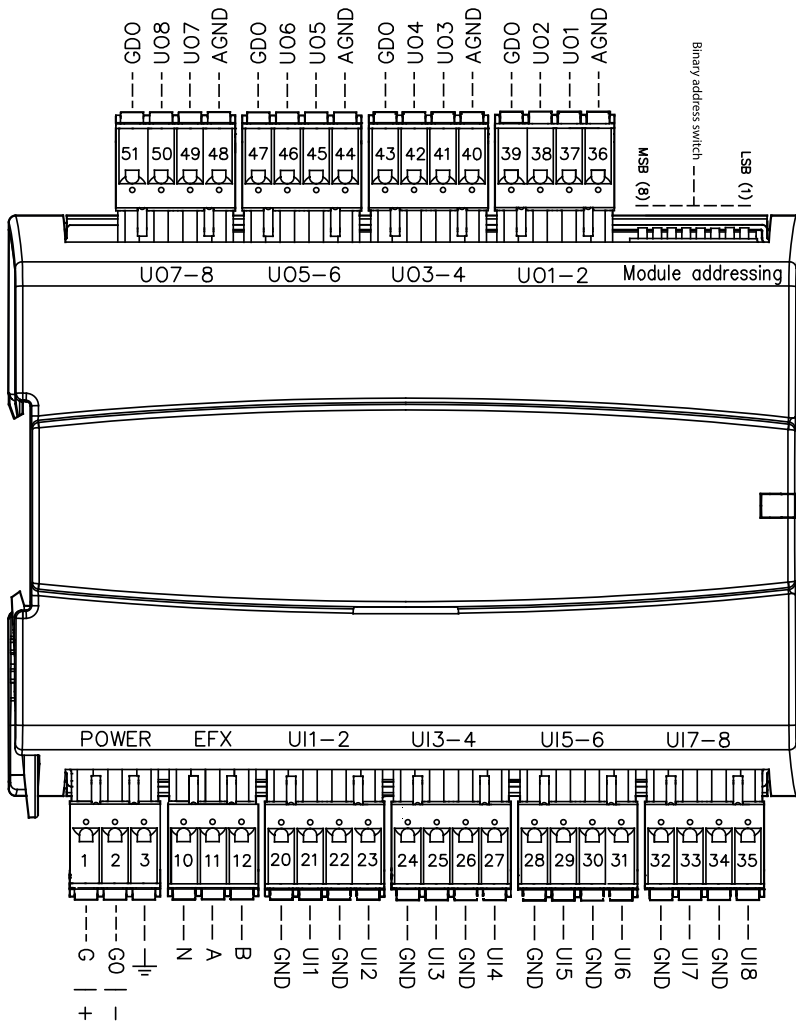 GDO UO8 UO7 AGND GDO UO6 UO5 AGND GDO UO4 UO3 AGND GDO UO2 UO1 AGND
Binary address switch
MSB (8) LSB (1)
51 50 49 48 47 46 45 44 43 42 41 40 39 38 37 36
UO7-8 UO5-6 UO3-4 UO1-2 Module addressing
POWER EFX UI1-2 UI3-4 UI5-6 UI7-8
1 2 3 10 11 12 20 21 22 23 24 25 26 27 28 29 30 31 32 33 34 35
G G0 N A B GND UI1 GND UI2 GND UI3 GND UI4 GND UI5 GND UI6 GND UI7 GND UI8
+ −